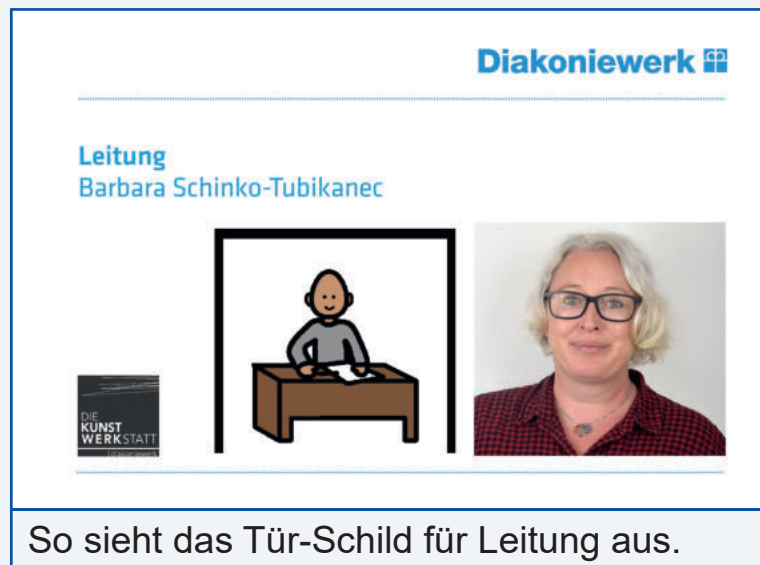 Diakoniewerk
Leitung
Barbara Schinko-Tubikanec
DIE
KUNST
WERKSTATT
So sieht das Tür-Schild für Leitung aus.